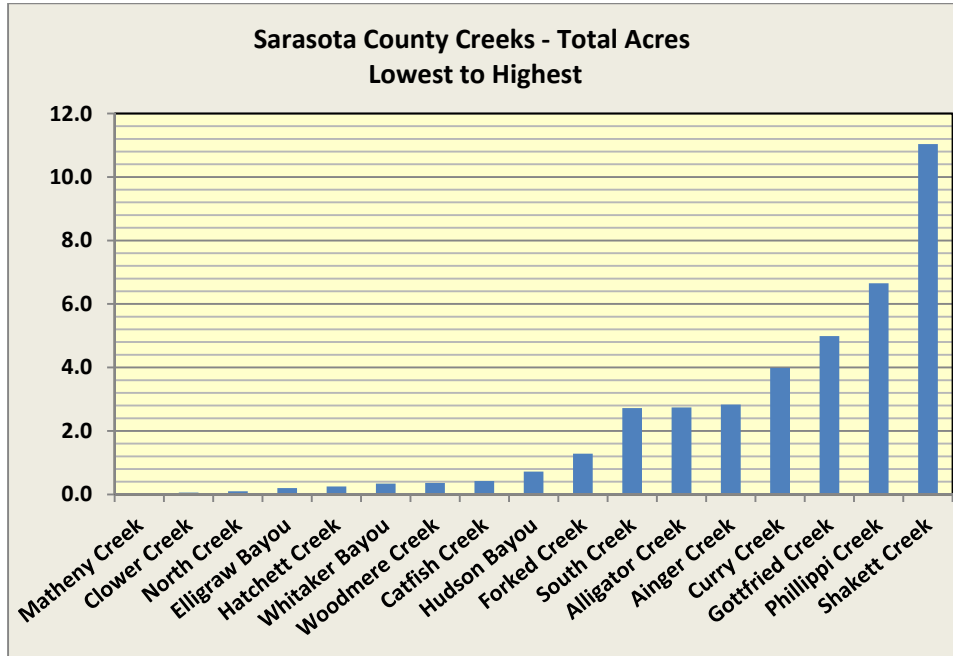 Sarasota County Creeks - Total Acres
Lowest to Highest
12.0
10.0
8.0
6.0
4.0
2.0
0.0
Matheny Creek
Clower Creek
North Creek
Elligraw Bayou
Hatchett Creek
Whitaker Bayou
Woodmere Creek
Catfish Creek
Hudson Bayou
Forked Creek
South Creek
Alligator Creek
Ainger Creek
Curry Creek
Gottfried Creek
Phillippi Creek
Shakett Creek